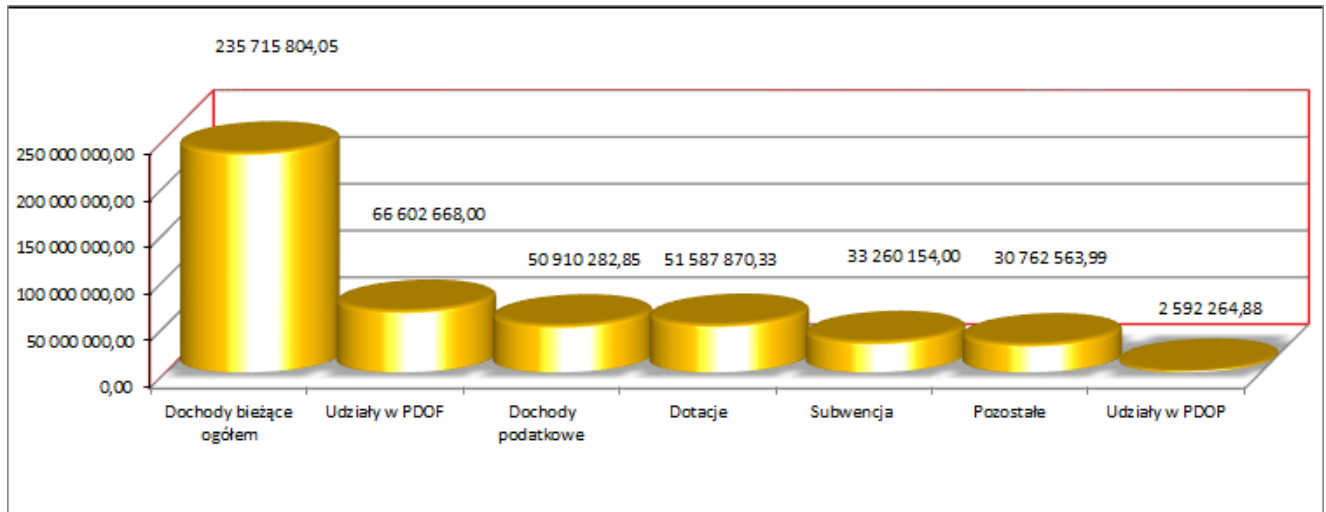 235 715 804,05
250 000 000,00
200 000 000,00
150 000 000,00
100 000 000,00
50 000 000,00
0,00
66 602 668,00
50 910 282,85
51 587 870,33
33 260 154,00
30 762 563,99
2 592 264,88
Dochody bieżące
ogółem
Udziały w PDOF
Dochody
podatkowe
Dotacje
Subwencja
Pozostałe
Udziały w PDOP